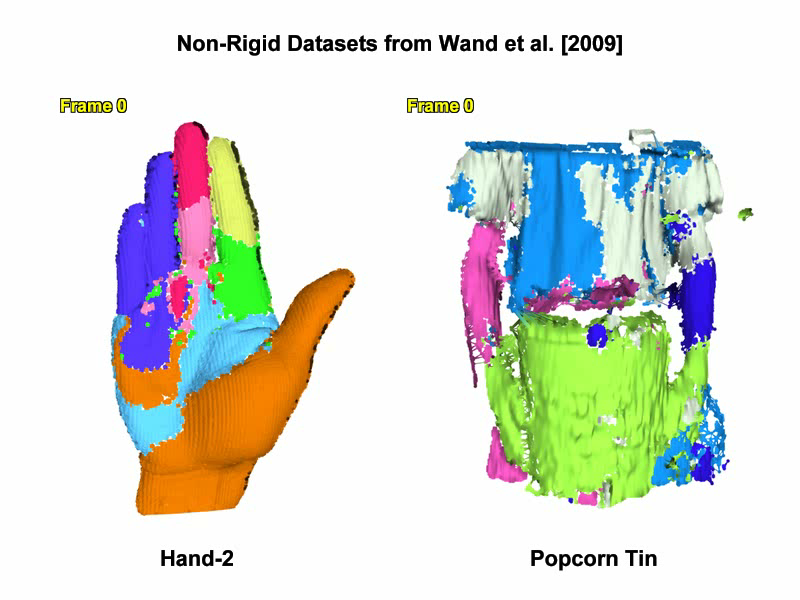 Non-Rigid Datasets from Wand et al. [2009]
Frame 0
Frame 0
Hand-2
Popcorn Tin